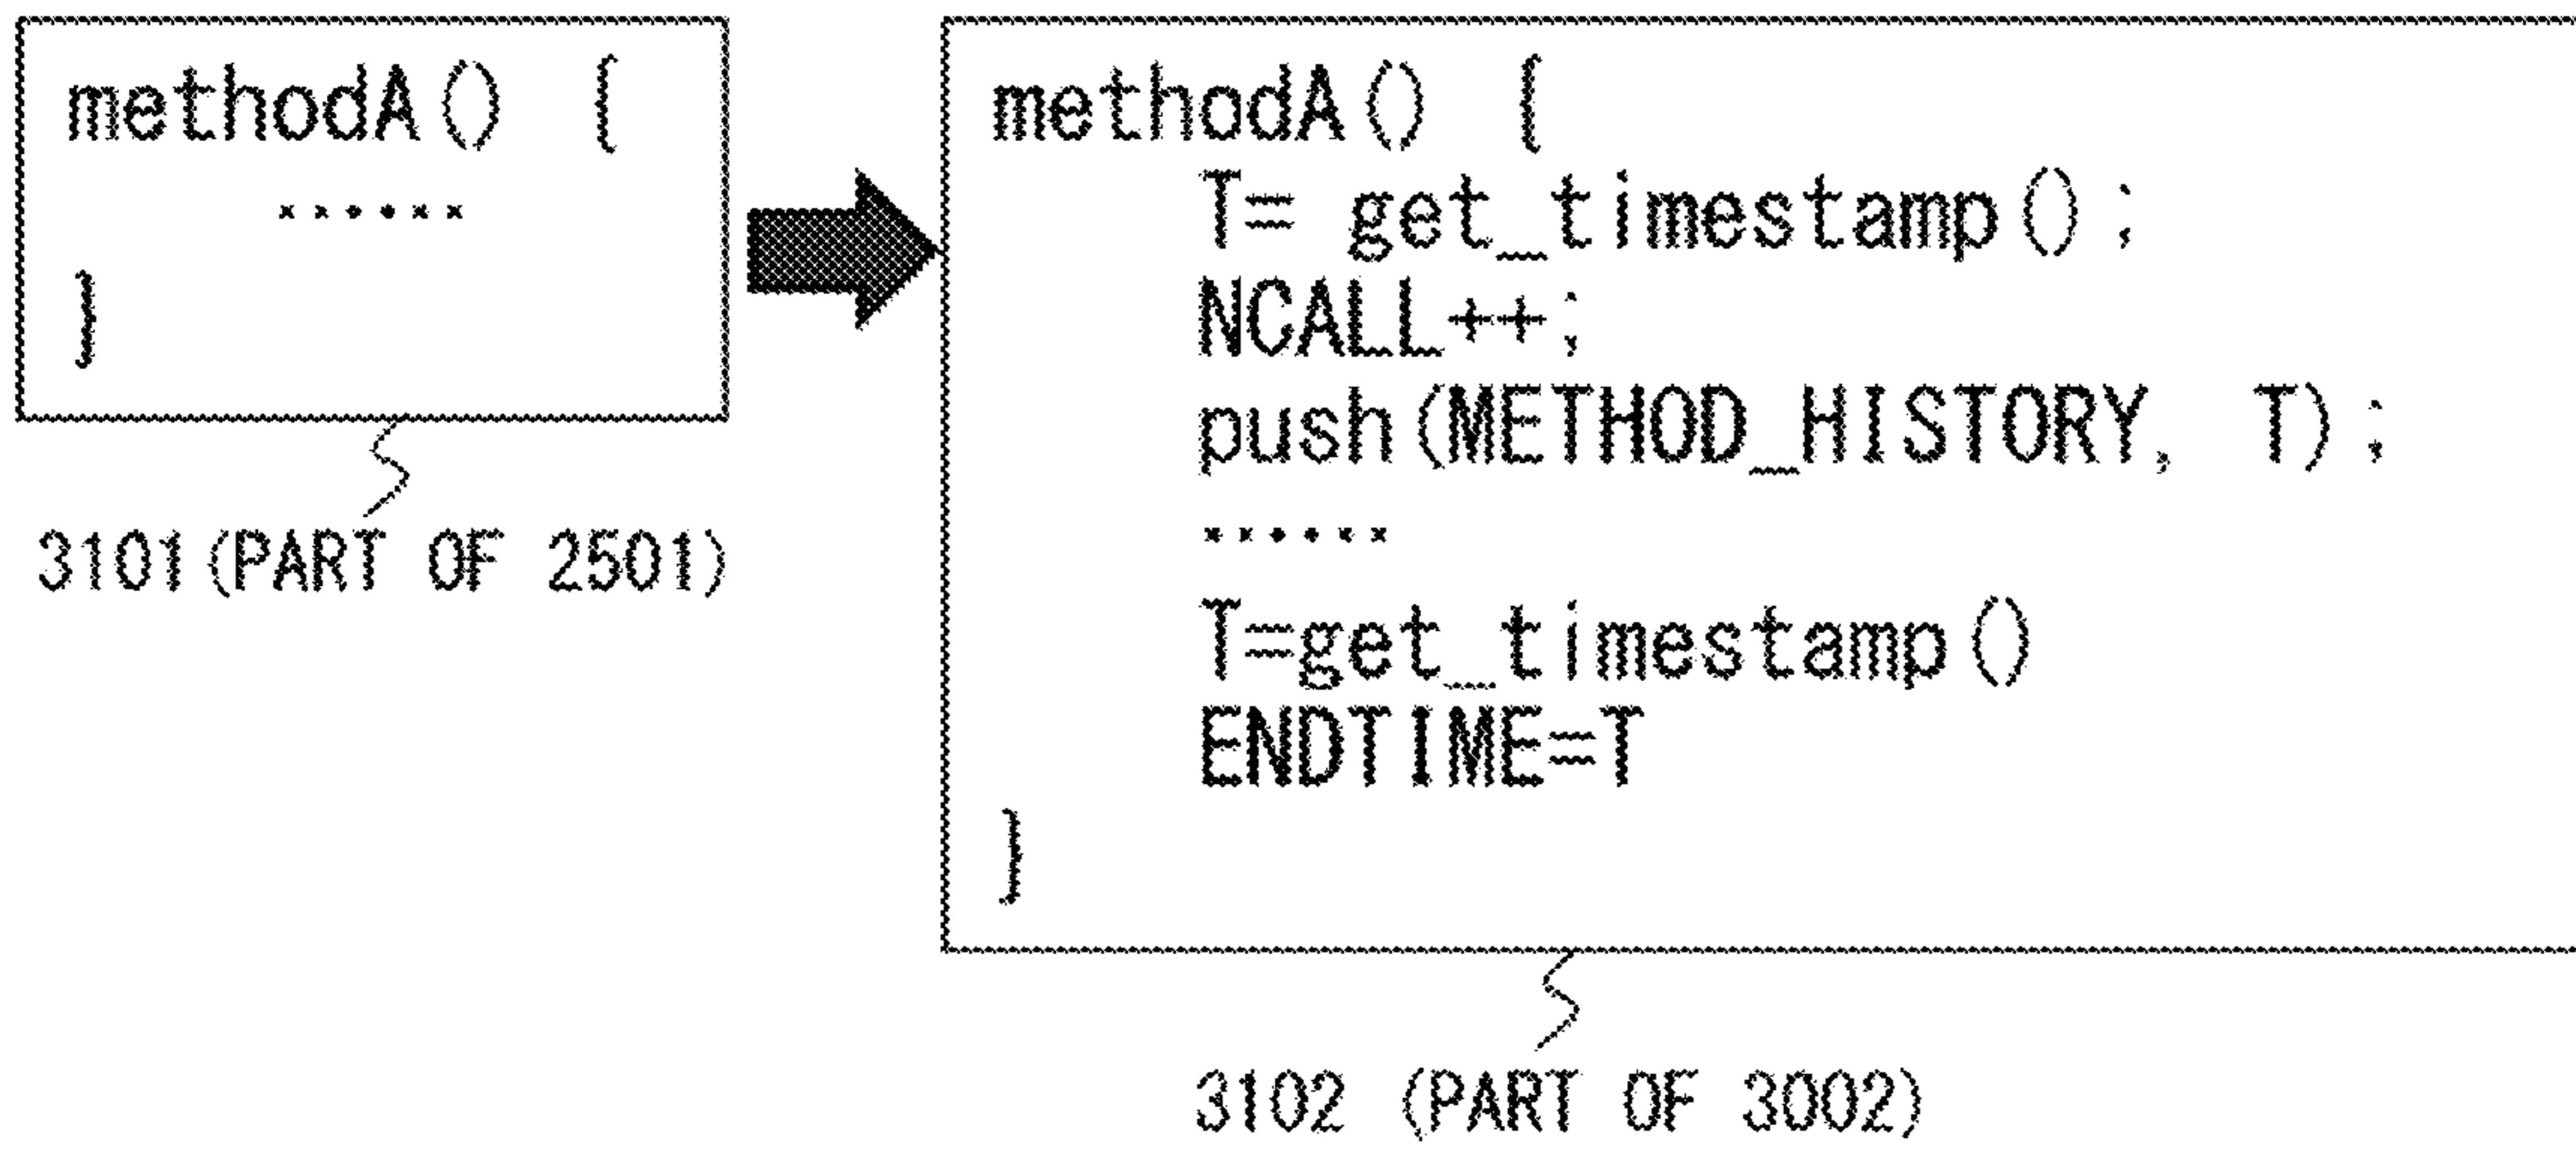 methodA() {
......
}
3101(PART OF 2501)
methodA() {
T= get_timestamp();
NCALL++;
push(METHOD_HISTORY, T);
......
T=get_timestamp()
ENDTIME=T
}
3102 (PART OF 3002)